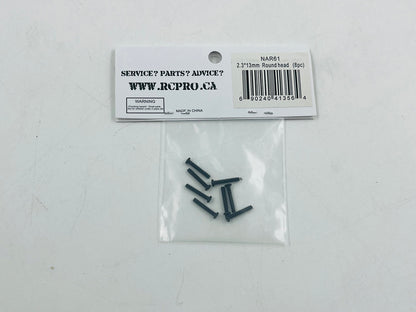 NAR61
2.3*13mm Round head (8pc)
SERVICE? PARTS? ADVICE?
WWW.RCPRO.CA
WARNING
MADE IN CHINA
6 90240 41356 4